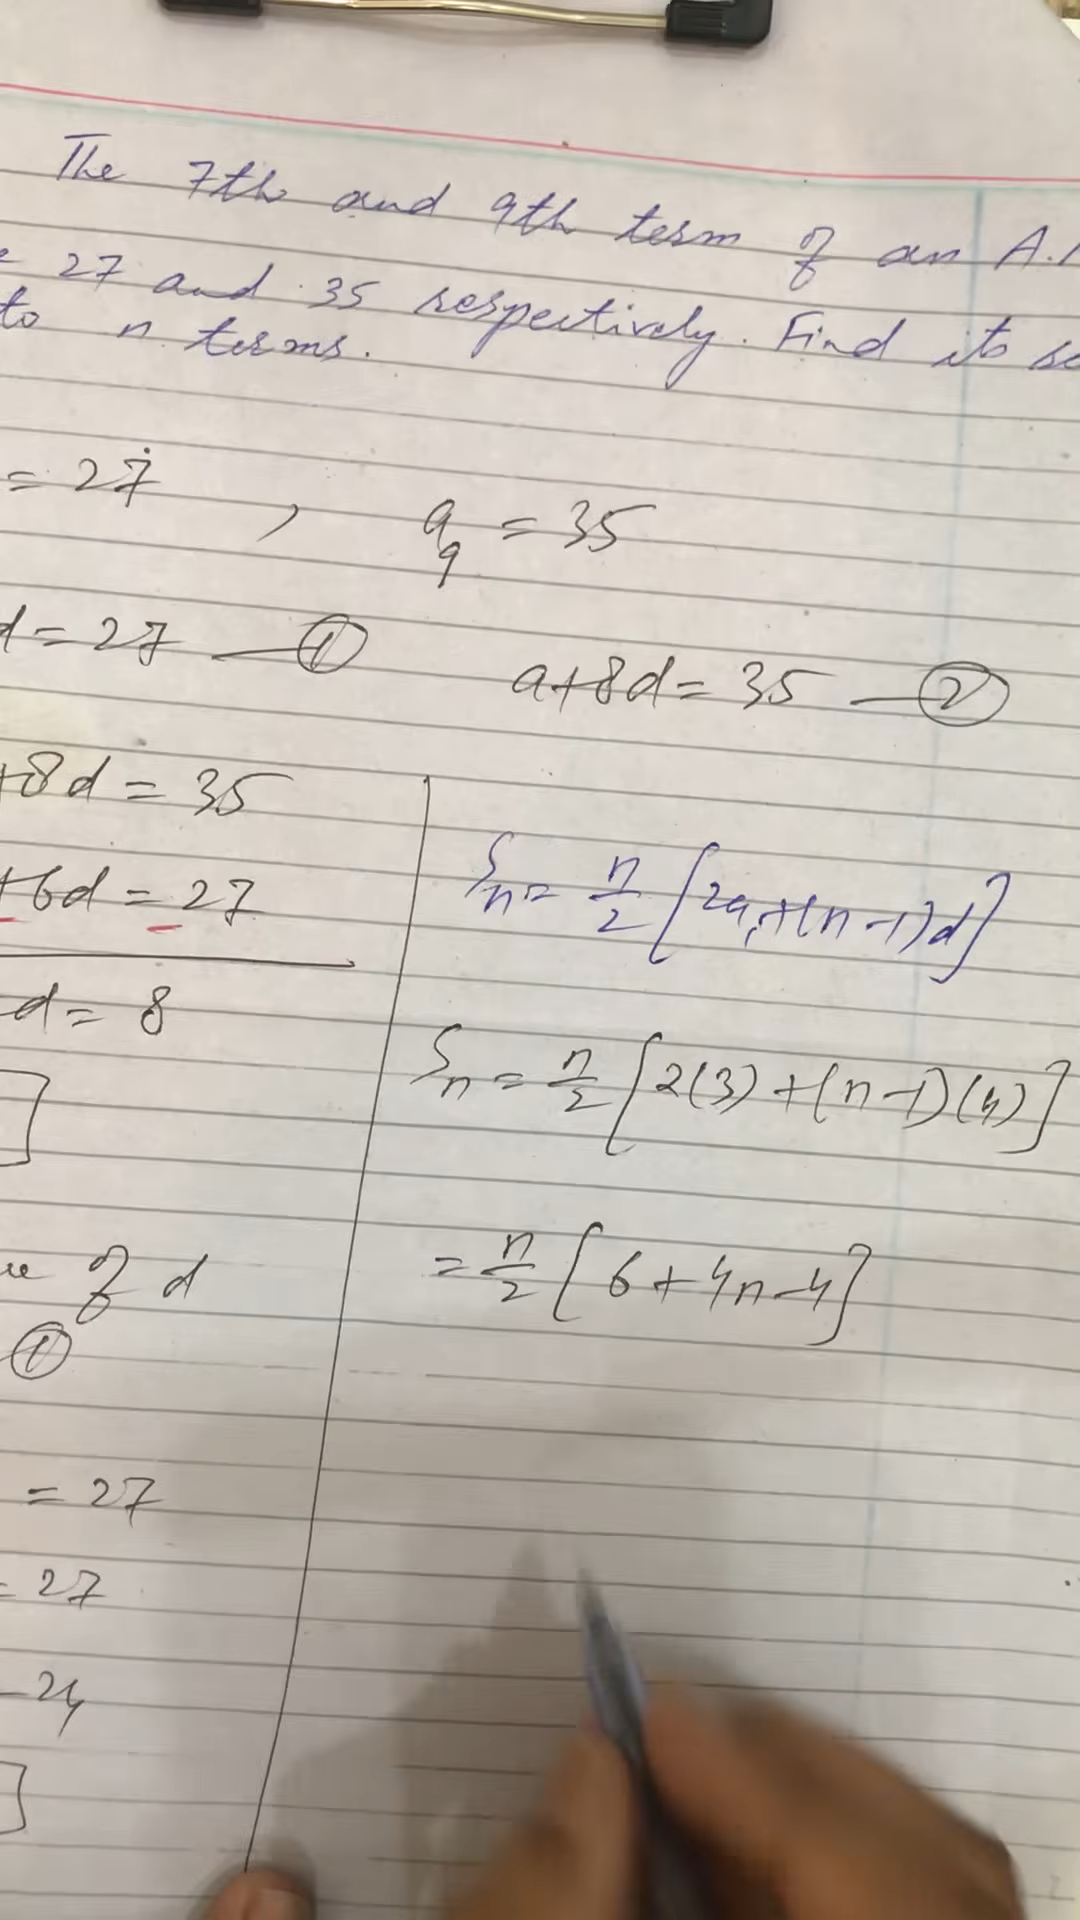 The 7th and 9th term of an A.
27 and 35 respectively. Find its
to n terms.
= 27 , a₉ = 35
d = 27 — ① a+8d = 35 — ②
+8d = 35
+6d = 27
d = 8
Sₙ = n/2 [2a+(n-1)d]
Sₙ = n/2 [2(3)+(n-1)(4)]
= n/2 [6+4n-4]
of d
①
= 27
= 27
-24